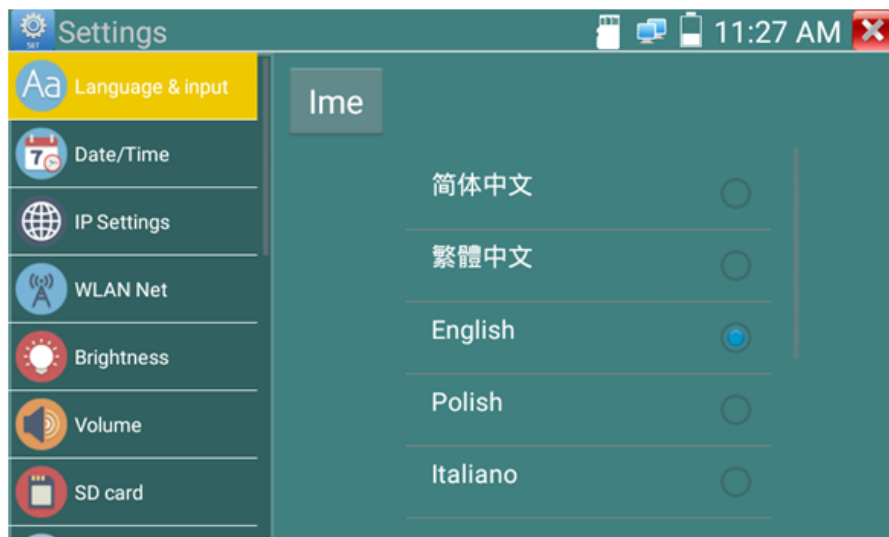 Settings
11:27 AM
Aa Language & input
7 Date/Time
IP Settings
WLAN Net
Brightness
Volume
SD card
Ime
简体中文
繁體中文
English
Polish
Italiano